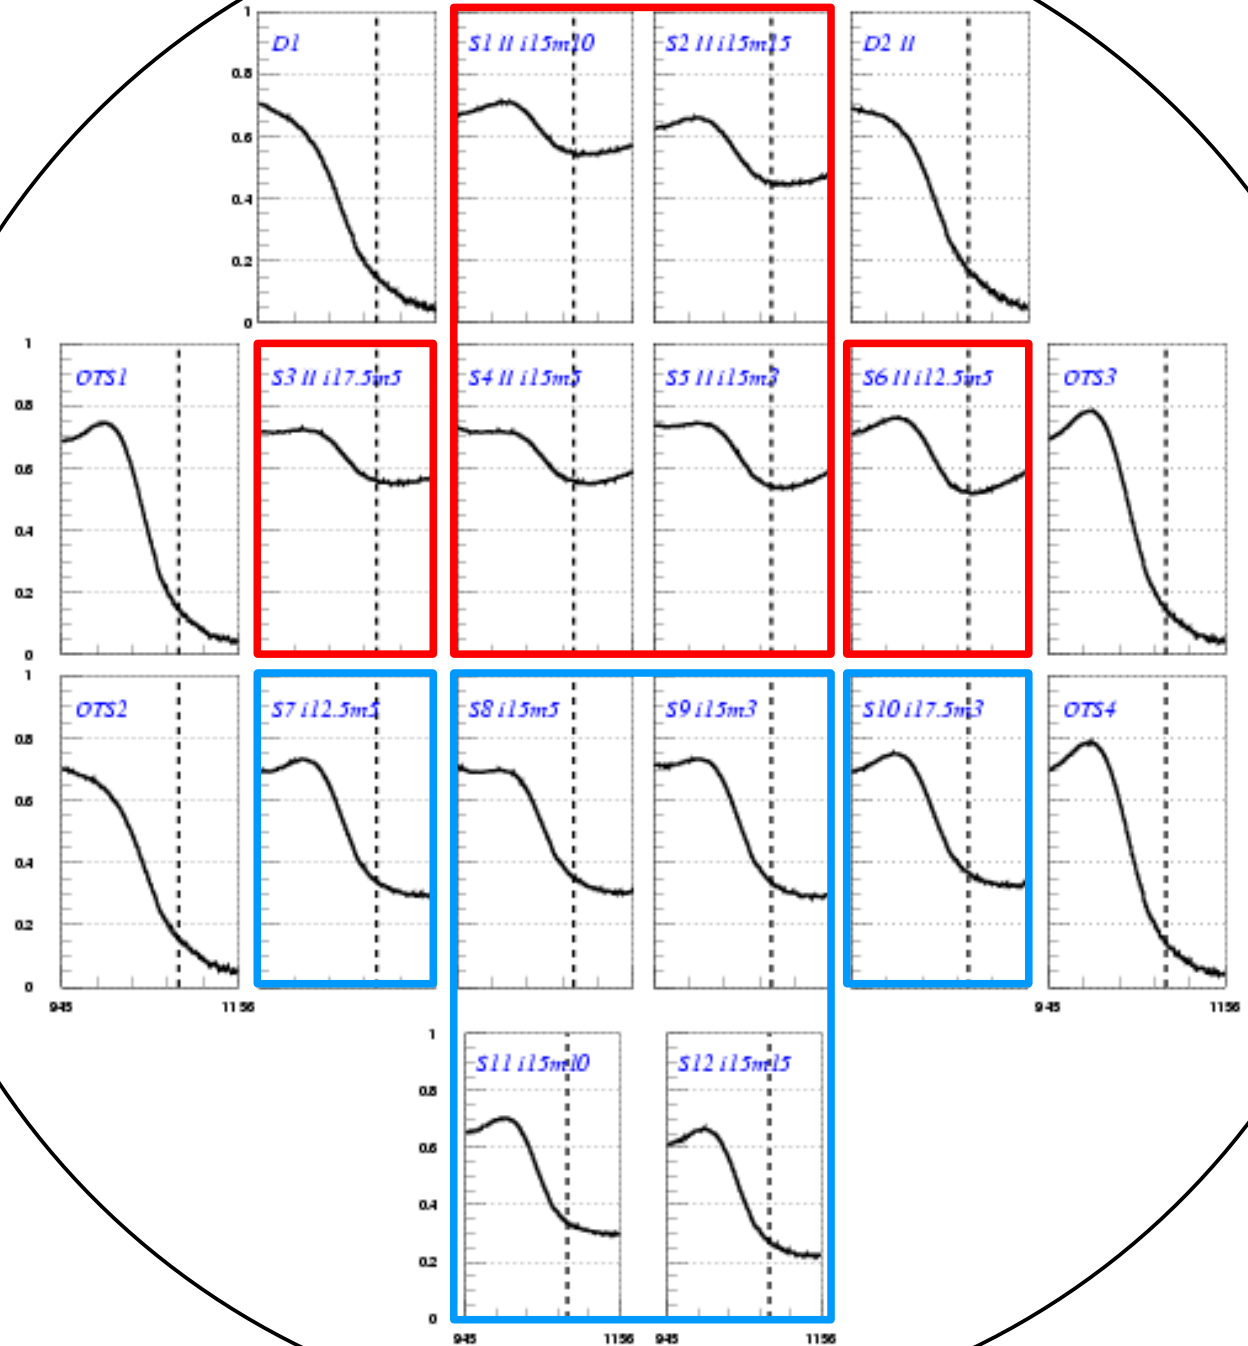 1
D1
S1 II i15m10
S2 II i15m15
D2 II
0.8
0.6
0.4
0.2
0
1
OTS1
S3 II i17.5m5
S4 II i15m5
S5 II i15m3
S6 II i12.5m5
OTS3
0.8
0.6
0.4
0.2
0
1
OTS2
S7 i12.5m5
S8 i15m5
S9 i15m3
S10 i17.5m3
OTS4
0.8
0.6
0.4
0.2
0
945 1156 945 1156
1
S11 i15m10
S12 i15m15
0.8
0.6
0.4
0.2
0
945 1156 945 1156